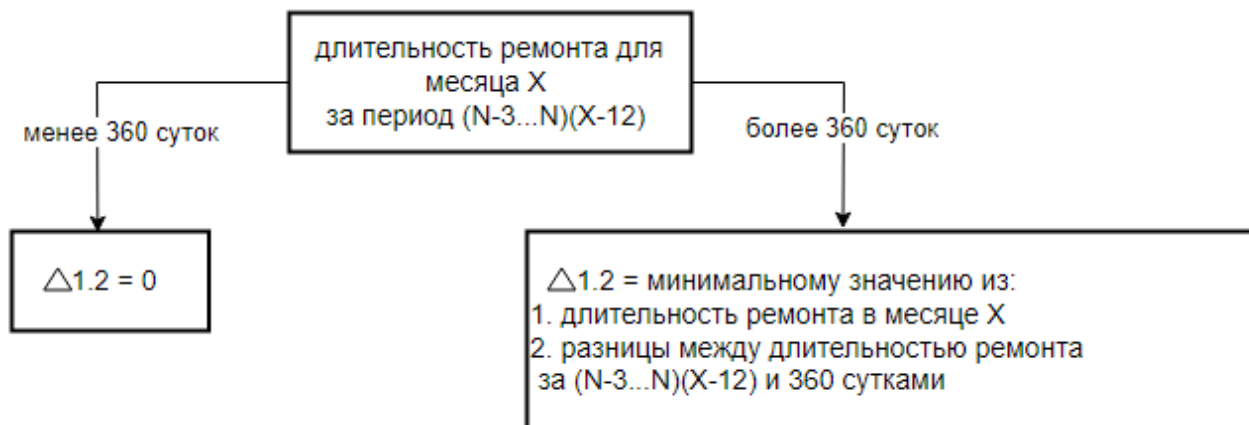 длительность ремонта для
месяца X
за период (N-3...N)(X-12)
менее 360 суток
более 360 суток
△1.2 = 0
△1.2 = минимальному значению из:
1. длительность ремонта в месяце X
2. разницы между длительностью ремонта
за (N-3...N)(X-12) и 360 сутками